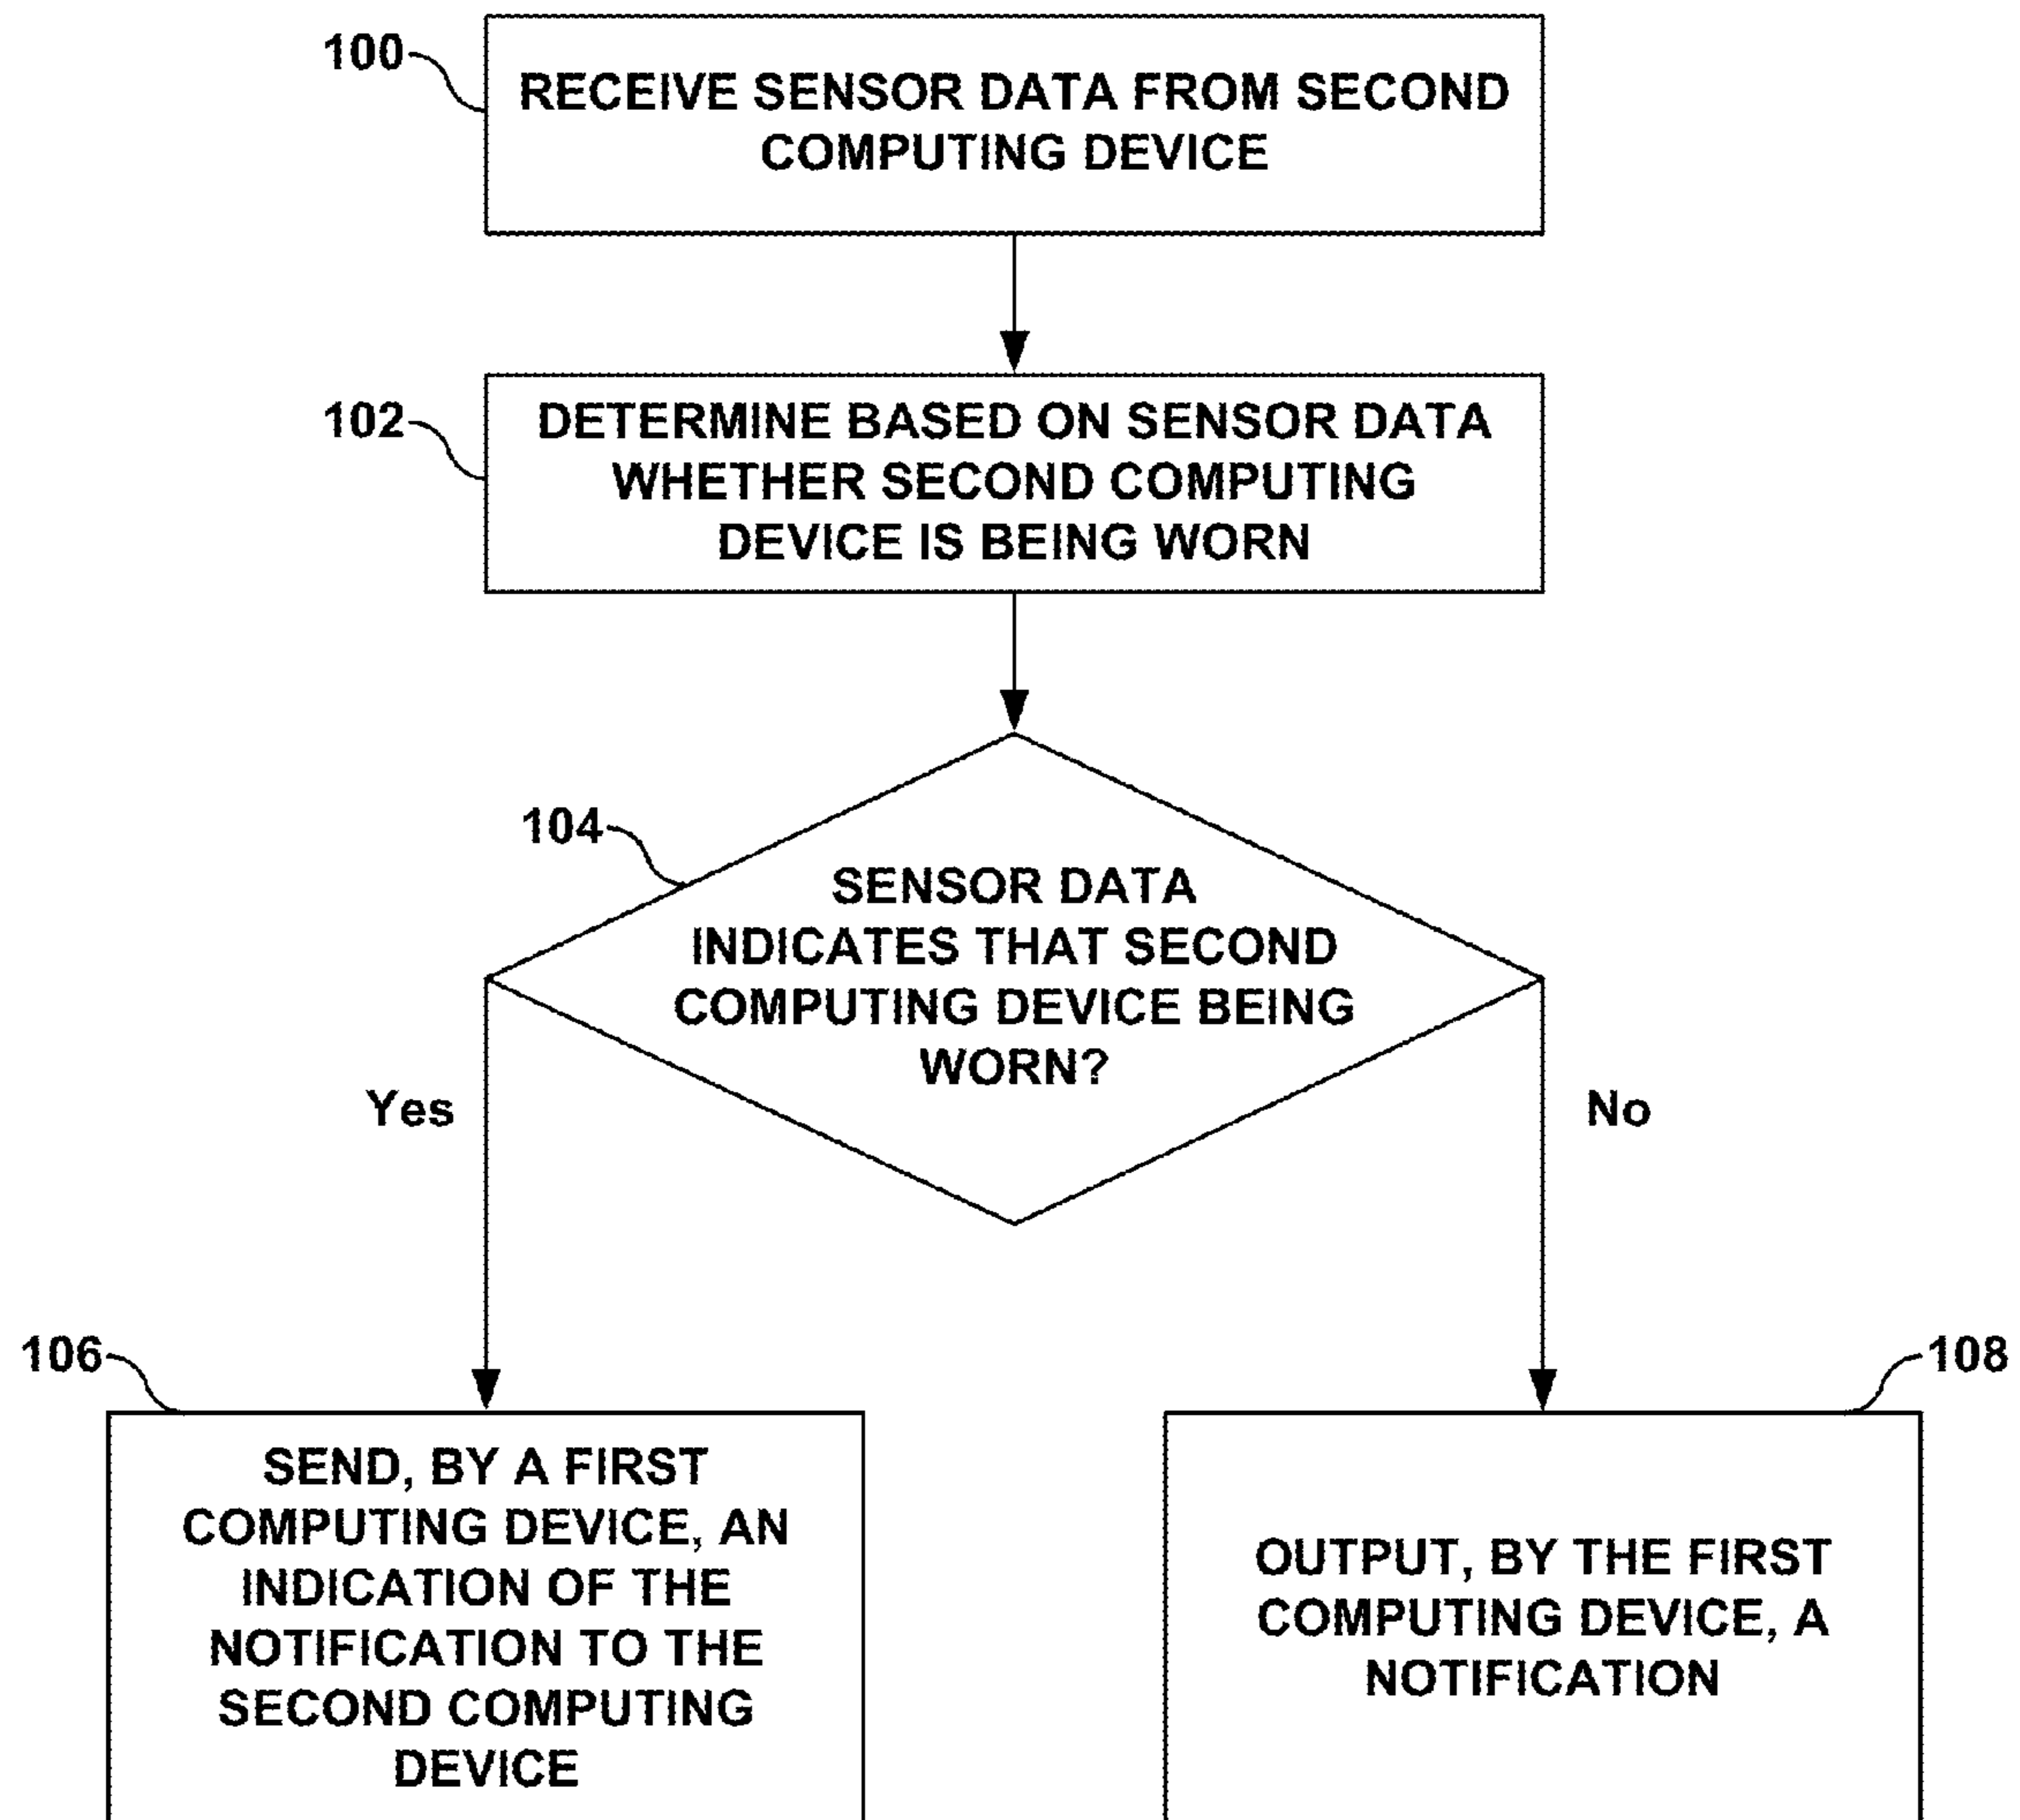 100
RECEIVE SENSOR DATA FROM SECOND
COMPUTING DEVICE
102
DETERMINE BASED ON SENSOR DATA
WHETHER SECOND COMPUTING
DEVICE IS BEING WORN
104
SENSOR DATA
INDICATES THAT SECOND
COMPUTING DEVICE BEING
WORN?
Yes
No
106
SEND, BY A FIRST
COMPUTING DEVICE, AN
INDICATION OF THE
NOTIFICATION TO THE
SECOND COMPUTING
DEVICE
108
OUTPUT, BY THE FIRST
COMPUTING DEVICE, A
NOTIFICATION